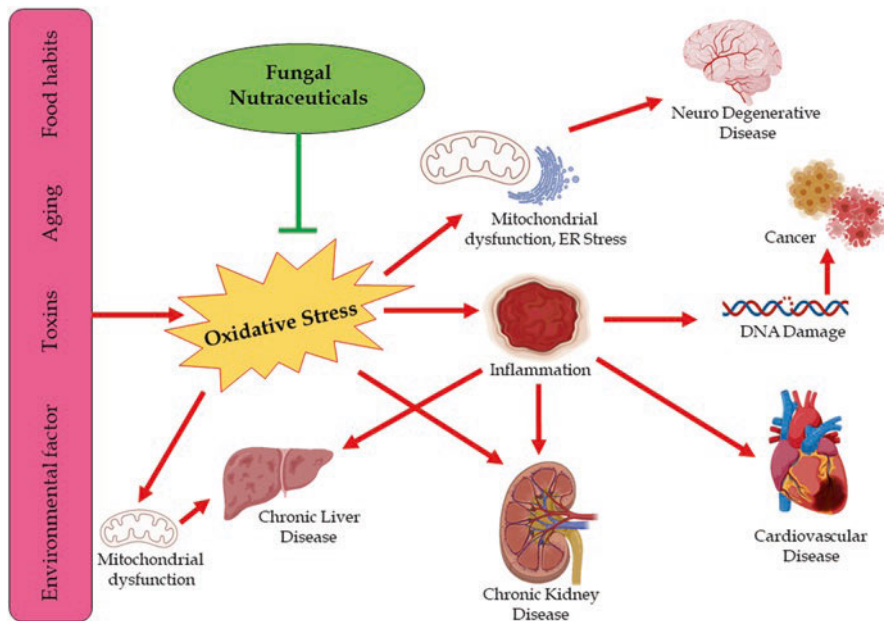 Food habits
Aging
Toxins
Environmental factor
Fungal
Nutraceuticals
Neuro Degenerative
Disease
Mitochondrial
dysfunction, ER Stress
Cancer
Oxidative Stress
Inflammation
DNA Damage
Chronic Liver
Disease
Mitochondrial
dysfunction
Chronic Kidney
Disease
Cardiovascular
Disease